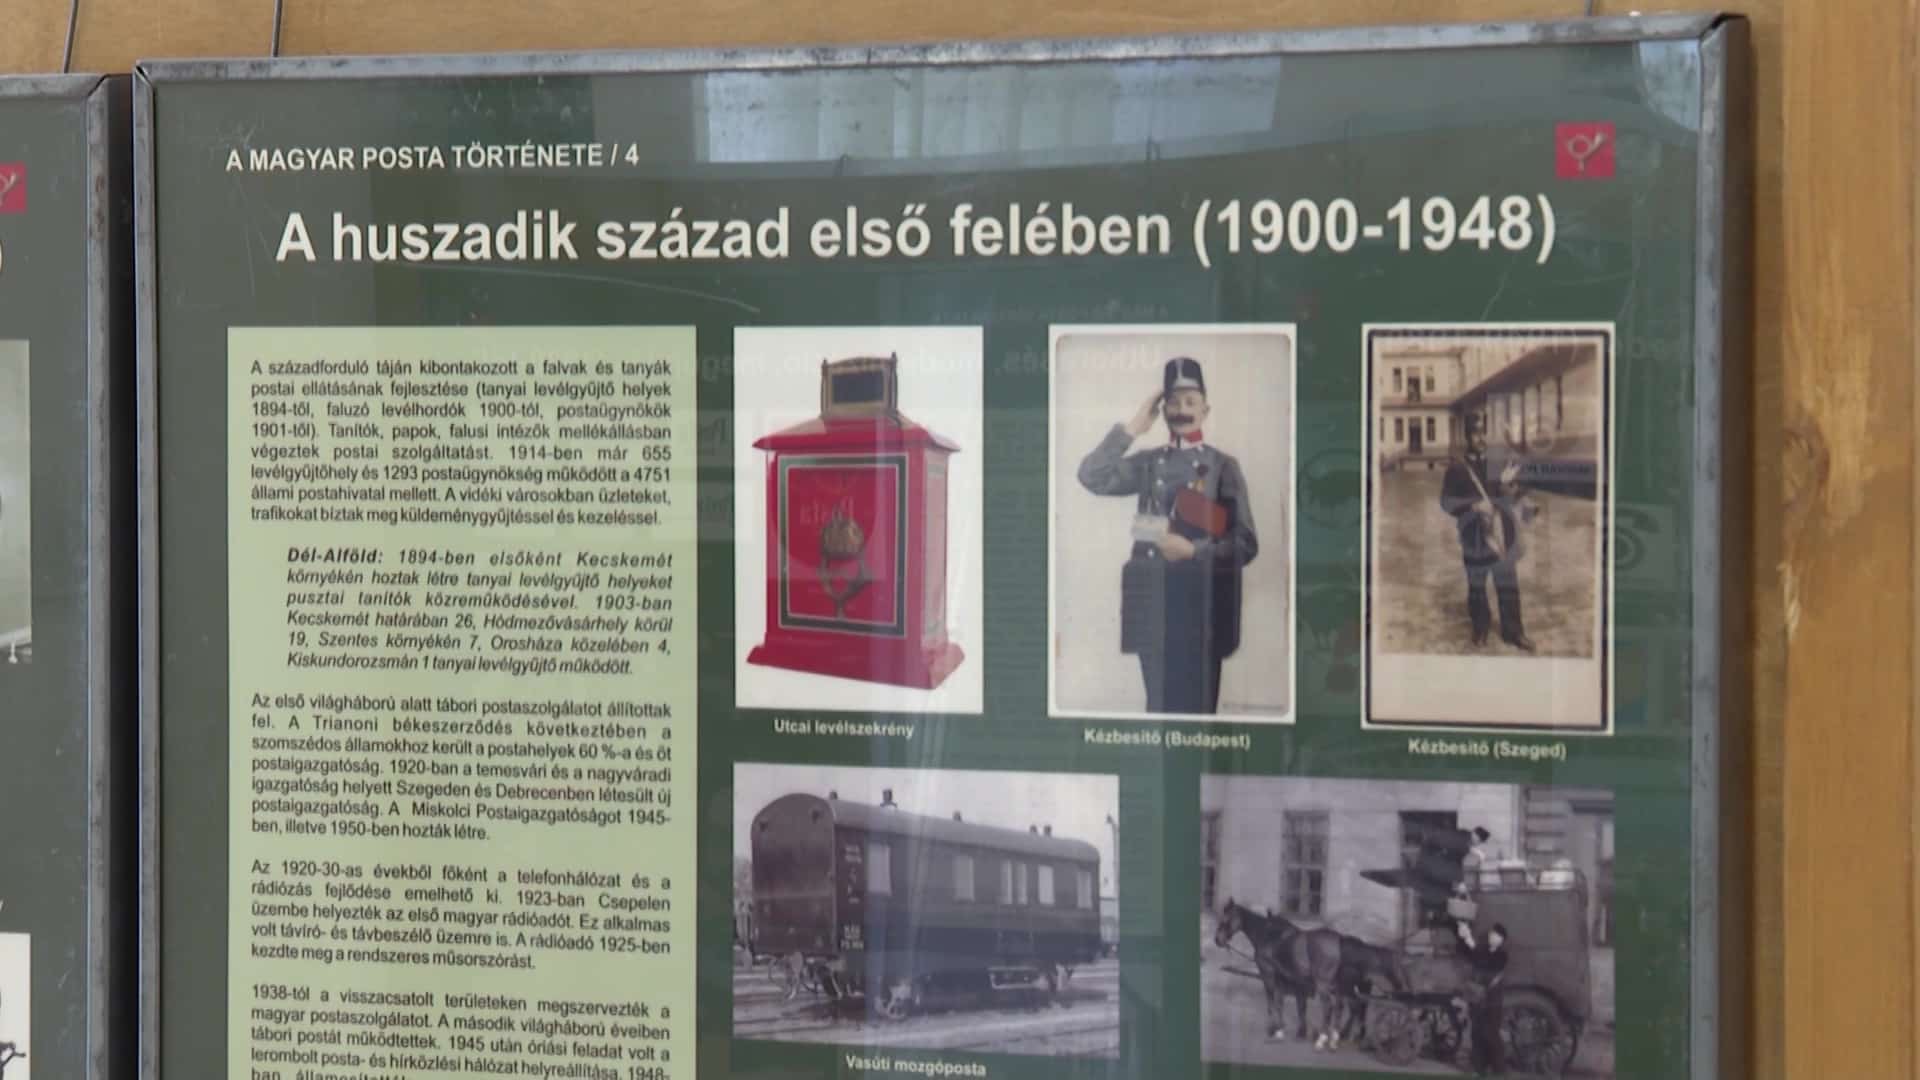 A MAGYAR POSTA TÖRTÉNETE / 4
A huszadik század első felében (1900-1948)
A századforduló táján kibontakozott a falvak és tanyák
postai ellátásának fejlesztése (tanyai levélgyűjtő helyek
1894-től, faluzó levélhordók 1900-tól, postaügynökök
1901-től). Tanítók, papok, falusi intézők mellékállásban
végeztek postai szolgáltatást. 1914-ben már 655
levélgyűjtőhely és 1293 postaügynökség működött a 4751
állami postahivatal mellett. A vidéki városokban üzleteket,
trafikokat bíztak meg küldeménygyűjtéssel és kezeléssel.
Dél-Alföld: 1894-ben elsőként Kecskemét
környékén hoztak létre tanyai levélgyűjtő helyeket
pusztai tanítók közreműködésével. 1903-ban
Kecskemét határában 26, Hódmezővásárhely körül
19, Szentes környékén 7, Orosháza közelében 4,
Kiskundorozsmán 1 tanyai levélgyűjtő működött.
Az első világháború alatt tábori postaszolgálatot állítottak
fel. A Trianoni békeszerződés következtében a
szomszédos államokhoz került a postahelyek 60 %-a és öt
postaigazgatóság. 1920-ban a temesvári és a nagyváradi
igazgatóság helyett Szegeden és Debrecenben létesült új
postaigazgatóság. A Miskolci Postaigazgatóságot 1945-
ben, illetve 1950-ben hozták létre.
Az 1920-30-as évekből főként a telefonhálózat és a
rádiózás fejlődése emelhető ki. 1923-ban Csepelen
üzembe helyezték az első magyar rádióadót. Ez alkalmas
volt távíró- és távbeszélő üzemre is. A rádióadó 1925-ben
kezdte meg a rendszeres műsorszórást.
1938-tól a visszacsatolt területeken megszervezték a
magyar postaszolgálatot. A második világháború éveiben
tábori postát működtettek. 1945 után óriási feladat volt a
lerombolt posta- és hírközlési hálózat helyreállítása. 1948-
Utcai levélszekrény
Kézbesítő (Budapest)
Kézbesítő (Szeged)
Vasúti mozgóposta